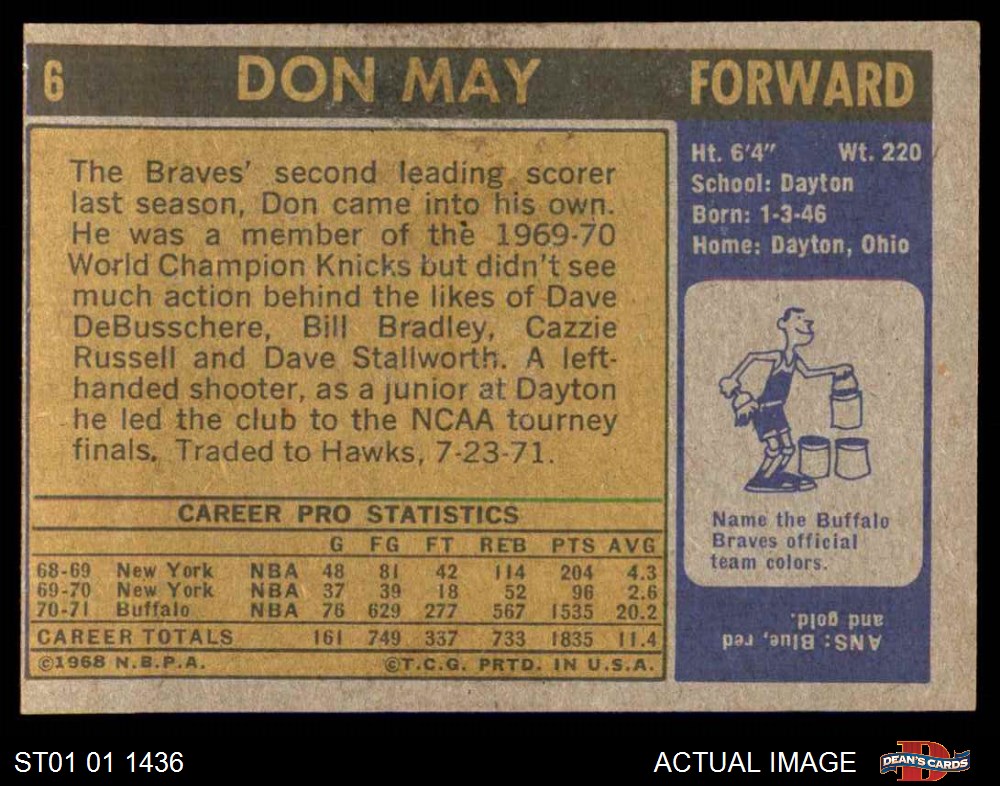 6 DON MAY FORWARD
The Braves' second leading scorer
last season, Don came into his own.
He was a member of the 1969-70
World Champion Knicks but didn't see
much action behind the likes of Dave
DeBusschere, Bill Bradley, Cazzie
Russell and Dave Stallworth. A left-
handed shooter, as a junior at Dayton
he led the club to the NCAA tourney
finals. Traded to Hawks, 7-23-71.
CAREER PRO STATISTICS
G FG FT REB PTS AVG
68-69 New York NBA 48 81 42 114 204 4.3
69-70 New York NBA 37 39 18 52 96 2.6
70-71 Buffalo NBA 76 629 277 567 1535 20.2
CAREER TOTALS 161 749 337 733 1835 11.4
©1968 N.B.P.A. ©T.C.G. PRTD. IN U.S.A.
Ht. 6'4" Wt. 220
School: Dayton
Born: 1-3-46
Home: Dayton, Ohio
Name the Buffalo
Braves official
team colors.
ANS: Blue, red,
and gold.
ST01 01 1436
ACTUAL IMAGE
DEAN'S CARDS